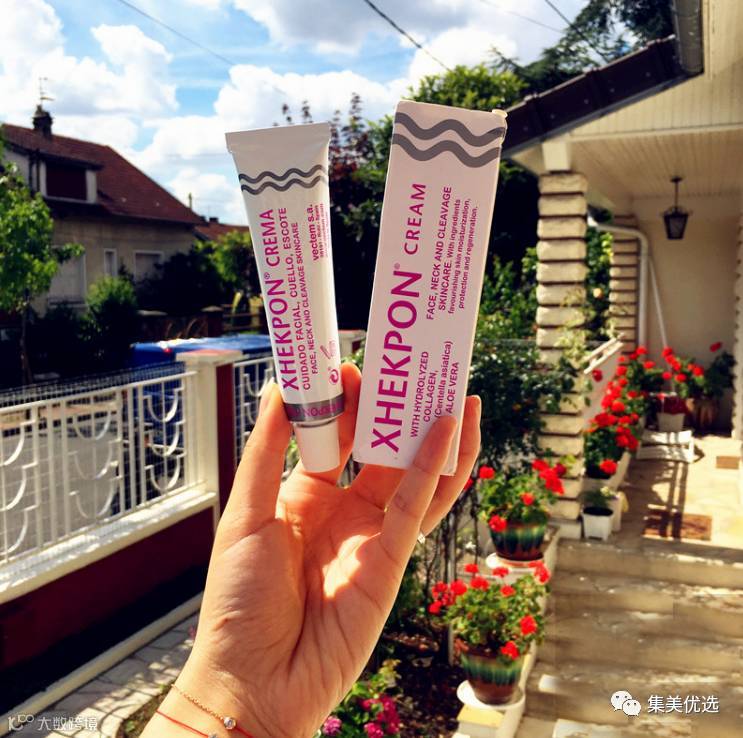 XHEKPON® CREMA
CUIDADO FACIAL, CUELLO, ESCOTE
FACE, NECK AND CLEAVAGE SKINCARE
vectem s.a.
XHEKPON® CREAM
WITH HYDROLYZED
COLLAGEN,
(Centella asiatica)
ALOE VERA
FACE, NECK AND CLEAVAGE
SKINCARE. With ingredients
favourishing skin moisturization,
protection and regeneration.
大数跨境
集美优选